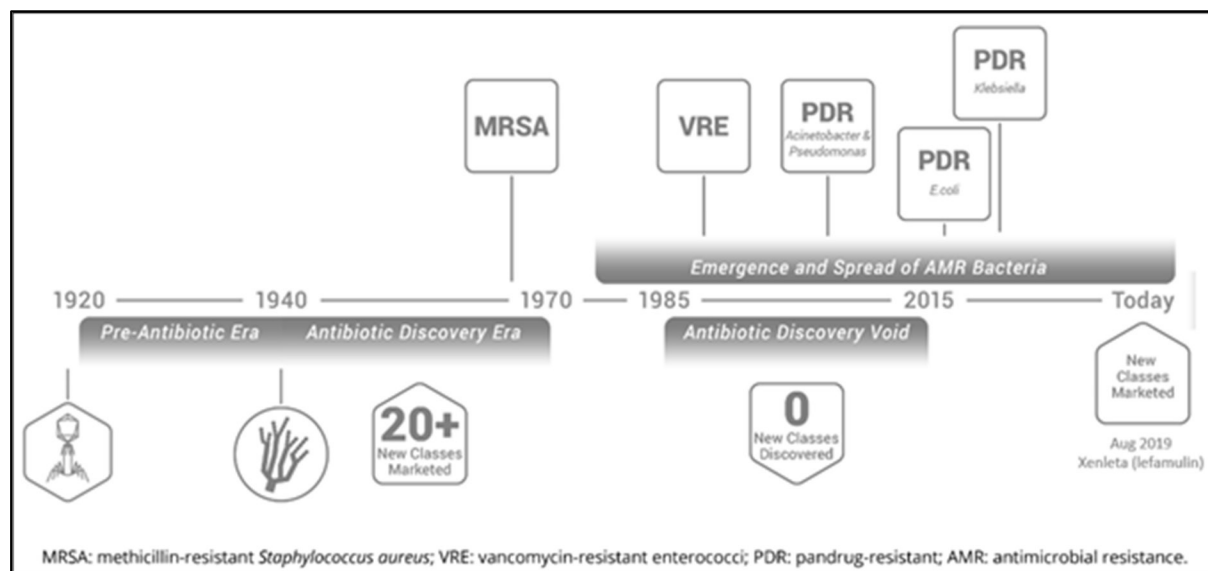 PDR
Klebsiella
MRSA
VRE
PDR
Acinetobacter &
Pseudomonas
PDR
E.coli
Emergence and Spread of AMR Bacteria
1920
1940
1970
1985
2015
Today
Pre-Antibiotic Era
Antibiotic Discovery Era
Antibiotic Discovery Void
20+
New Classes
Marketed
0
New Classes
Discovered
New
Classes
Marketed
Aug 2019
Xenleta (lefamulin)
MRSA: methicillin-resistant Staphylococcus aureus; VRE: vancomycin-resistant enterococci; PDR: pandrug-resistant; AMR: antimicrobial resistance.